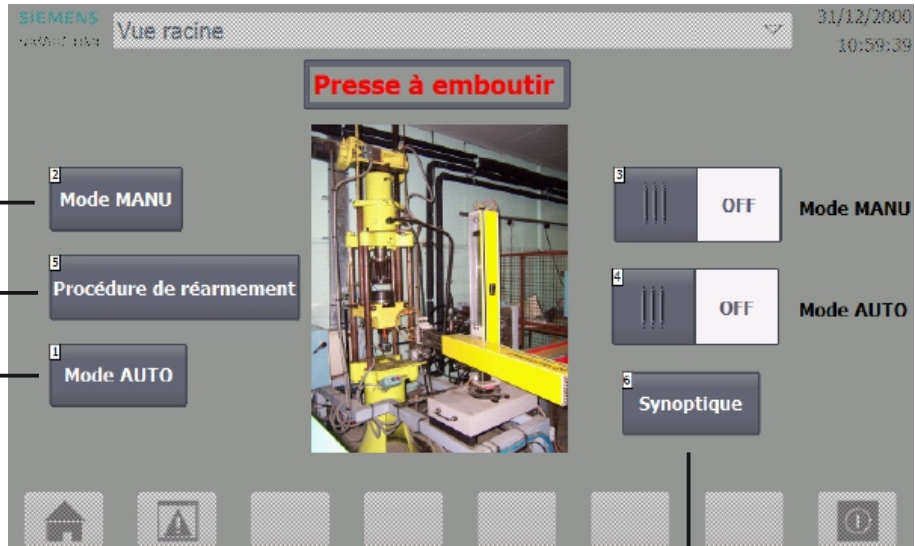 SIEMENS
Vue racine
31/12/2000
10:59:39
Presse à emboutir
2
Mode MANU
3
OFF
Mode MANU
5
Procédure de réarmement
4
OFF
Mode AUTO
1
Mode AUTO
6
Synoptique